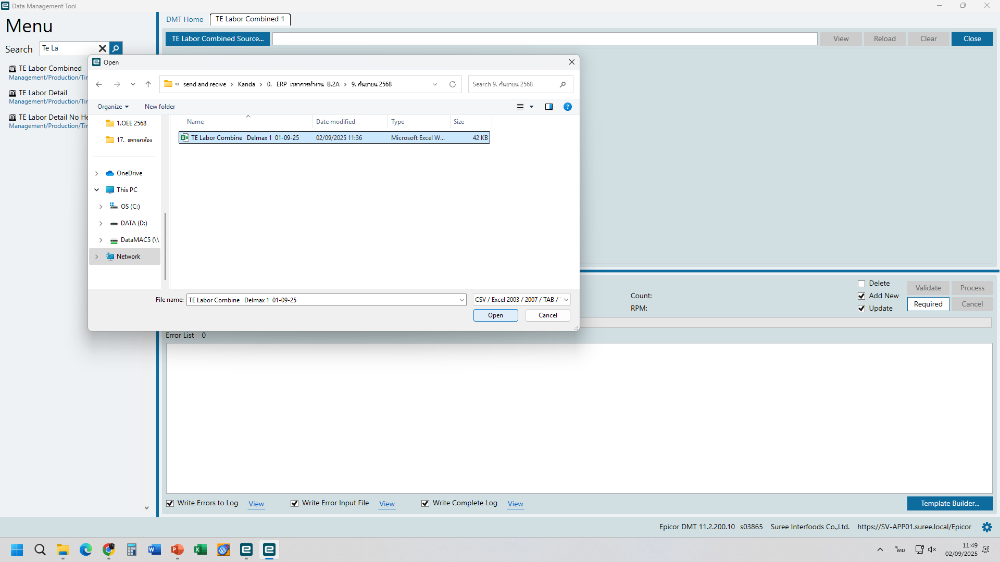 Data Management Tool
Menu
Search
Te La
TE Labor Combined
Management/Production/Tir
TE Labor Detail
Management/Production/Tir
TE Labor Detail No He
Management/Production/Tir
DMT Home
TE Labor Combined 1
TE Labor Combined Source...
View
Reload
Clear
Close
Open
« send and recive > Kanda > 0. ERP เวลาการทำงาน B.2A > 9. กันยายน 2568
Search 9. กันยายน 2568
Organize
New folder
1.OEE 2568
17. ตรวจกล้อง
OneDrive
This PC
OS (C:)
DATA (D:)
DataMAC5 (\\
Network
Name
Date modified
Type
Size
TE Labor Combine Delmax 1 01-09-25
02/09/2025 11:36
Microsoft Excel W...
42 KB
File name:
TE Labor Combine Delmax 1 01-09-25
CSV / Excel 2003 / 2007 / TAB /
Open
Cancel
Count:
RPM:
Delete
Add New
Update
Validate
Process
Required
Cancel
Error List 0
Write Errors to Log
View
Write Error Input File
View
Write Complete Log
View
Template Builder...
Epicor DMT 11.2.200.10 s03865 Suree Interfoods Co.,Ltd. https://SV-APP01.suree.local/Epicor
ไทย
11:49
02/09/2025